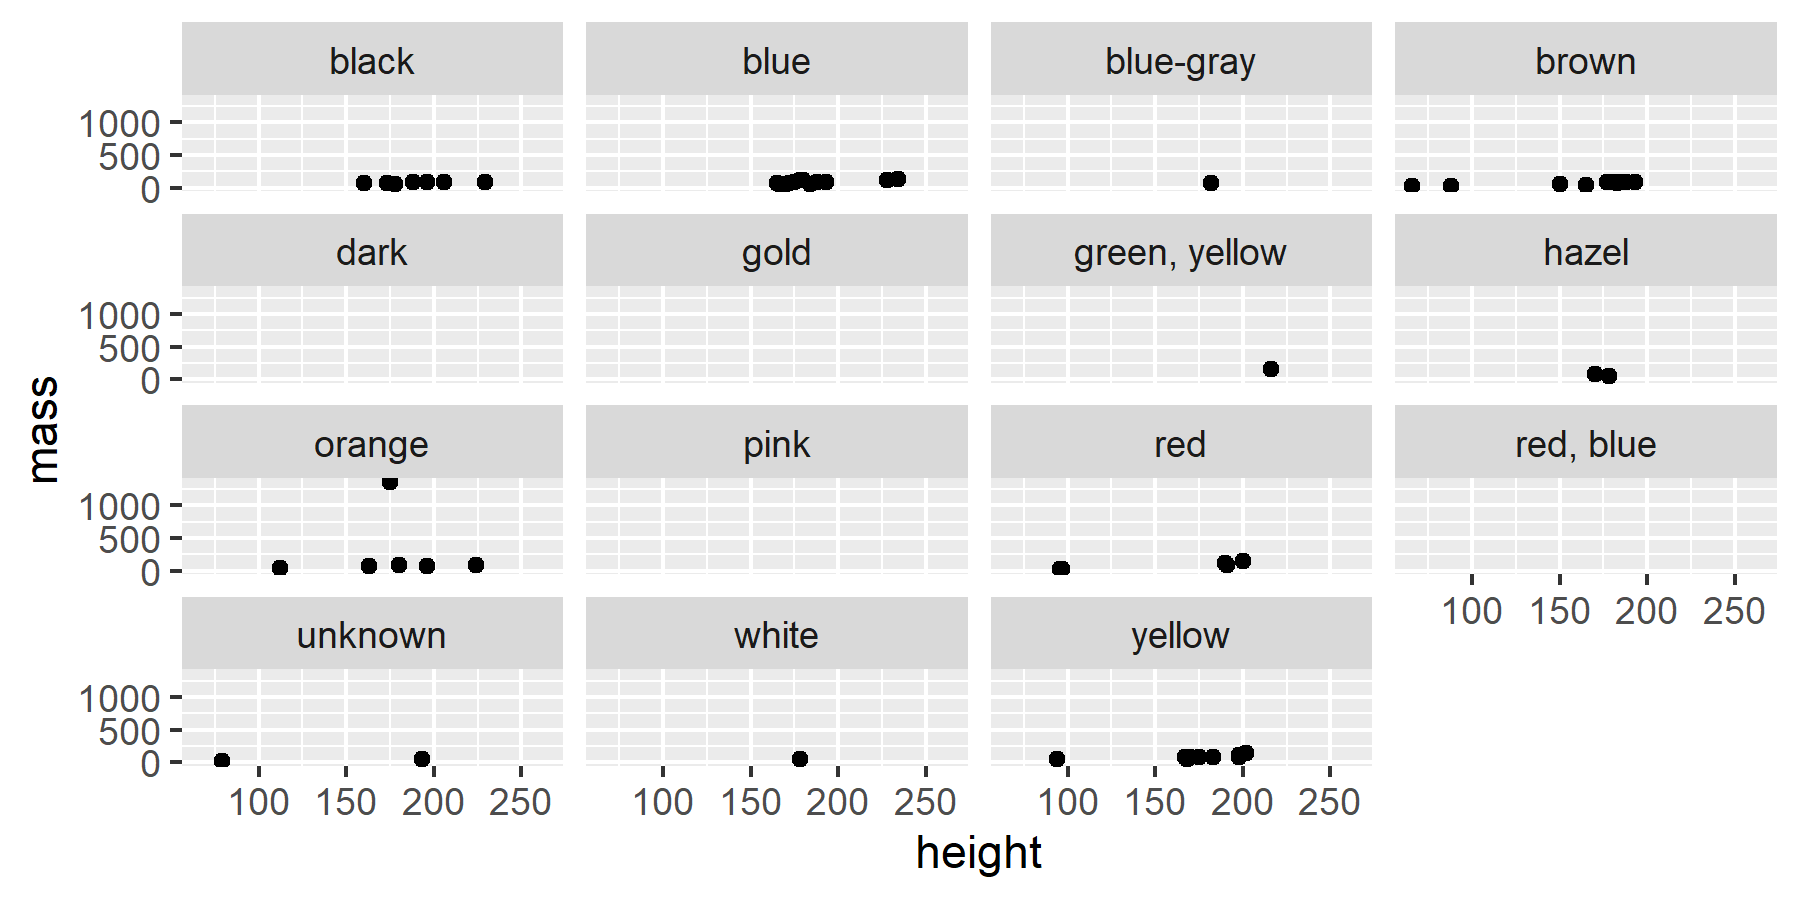 black
blue
blue-gray
brown
1000
500
0
dark
gold
green, yellow
hazel
1000
500
0
mass
orange
pink
red
red, blue
1000
500
0
100 150 200 250
unknown
white
yellow
1000
500
0
100 150 200 250
100 150 200 250
100 150 200 250
height